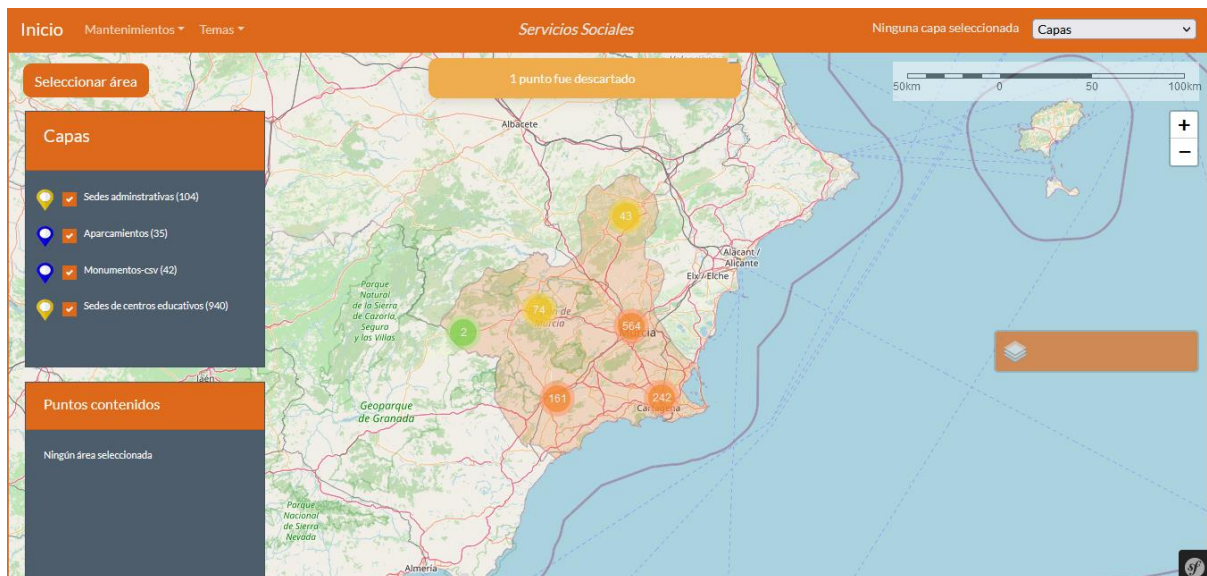 Inicio
Mantenimientos
Temas
Servicios Sociales
Ninguna capa seleccionada
Capas
Seleccionar área
1 punto fue descartado
50km
0
50
100km
+
−
Capas
Sedes adminstrativas (104)
Aparcamientos (35)
Monumentos-csv (42)
Sedes de centros educativos (940)
Puntos contenidos
Ningún área seleccionada
Albacete
43
Alacant /
Alicante
Elx / Elche
Parque
Natural
de la Sierra
de Cazorla,
Segura
y las Villas
74
2
564
161
242
Jaén
Geoparque
de Granada
Parque
Nacional
de Sierra
Nevada
Almería
sf